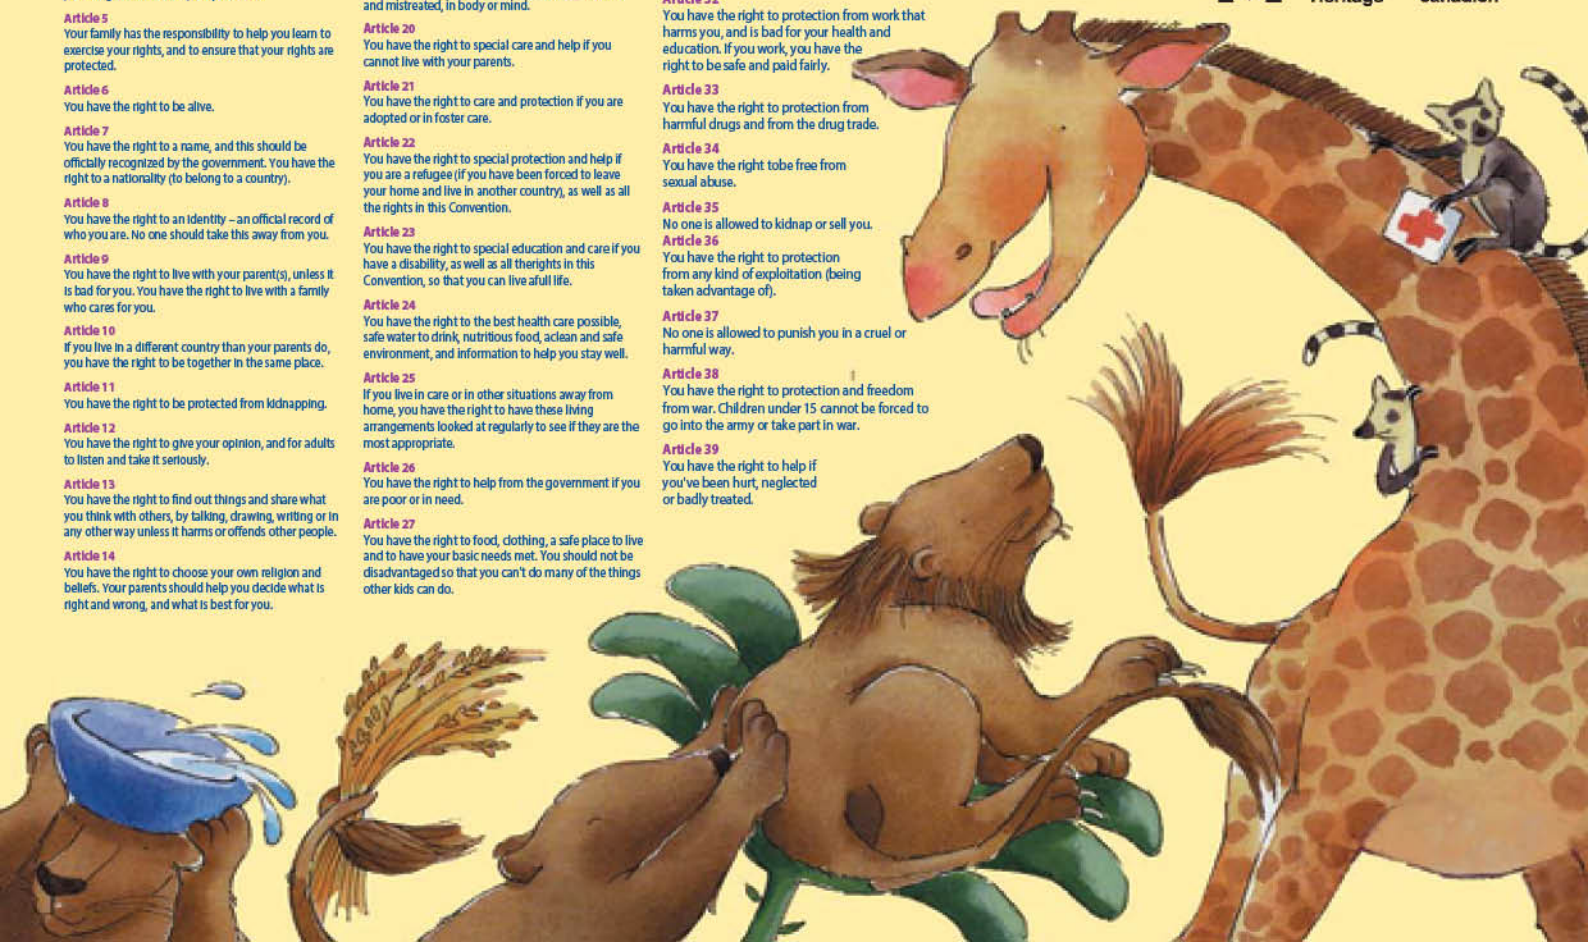 Article 5
Your family has the responsibility to help you learn to
exercise your rights, and to ensure that your rights are
protected.
Article 6
You have the right to be alive.
Article 7
You have the right to a name, and this should be
officially recognized by the government. You have the
right to a nationality (to belong to a country).
Article 8
You have the right to an identity – an official record of
who you are. No one should take this away from you.
Article 9
You have the right to live with your parent(s), unless it
is bad for you. You have the right to live with a family
who cares for you.
Article 10
If you live in a different country than your parents do,
you have the right to be together in the same place.
Article 11
You have the right to be protected from kidnapping.
Article 12
You have the right to give your opinion, and for adults
to listen and take it seriously.
Article 13
You have the right to find out things and share what
you think with others, by talking, drawing, writing or in
any other way unless it harms or offends other people.
Article 14
You have the right to choose your own religion and
beliefs. Your parents should help you decide what is
right and wrong, and what is best for you.
and mistreated, in body or mind.
Article 20
You have the right to special care and help if you
cannot live with your parents.
Article 21
You have the right to care and protection if you are
adopted or in foster care.
Article 22
You have the right to special protection and help if
you are a refugee (if you have been forced to leave
your home and live in another country), as well as all
the rights in this Convention.
Article 23
You have the right to special education and care if you
have a disability, as well as all therights in this
Convention, so that you can live afull life.
Article 24
You have the right to the best health care possible,
safe water to drink, nutritious food, aclean and safe
environment, and information to help you stay well.
Article 25
If you live in care or in other situations away from
home, you have the right to have these living
arrangements looked at regularly to see if they are the
most appropriate.
Article 26
You have the right to help from the government if you
are poor or in need.
Article 27
You have the right to food, clothing, a safe place to live
and to have your basic needs met. You should not be
disadvantaged so that you can't do many of the things
other kids can do.
Article 32
You have the right to protection from work that
harms you, and is bad for your health and
education. If you work, you have the
right to be safe and paid fairly.
Article 33
You have the right to protection from
harmful drugs and from the drug trade.
Article 34
You have the right tobe free from
sexual abuse.
Article 35
No one is allowed to kidnap or sell you.
Article 36
You have the right to protection
from any kind of exploitation (being
taken advantage of).
Article 37
No one is allowed to punish you in a cruel or
harmful way.
Article 38
You have the right to protection and freedom
from war. Children under 15 cannot be forced to
go into the army or take part in war.
Article 39
You have the right to help if
you've been hurt, neglected
or badly treated.
Heritage canadien